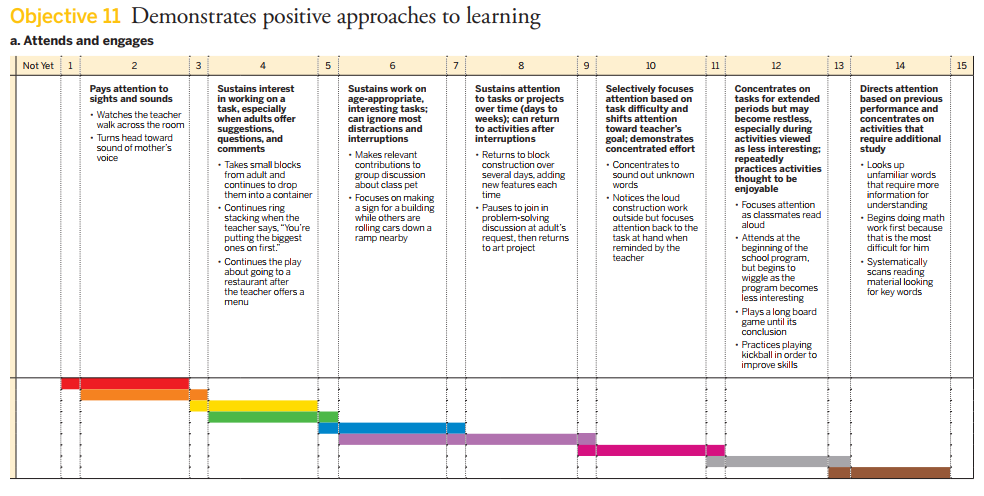 Objective 11 Demonstrates positive approaches to learning
a. Attends and engages
Not Yet 1 2 3 4 5 6 7 8 9 10 11 12 13 14 15
Pays attention to
sights and sounds
• Watches the teacher
walk across the room
• Turns head toward
sound of mother's
voice
Sustains interest
in working on a
task, especially
when adults offer
suggestions,
questions, and
comments
• Takes small blocks
from adult and
continues to drop
them into a container
• Continues ring
stacking when the
teacher says, “You're
putting the biggest
ones on first.”
• Continues the play
about going to a
restaurant after
the teacher offers a
menu
Sustains work on
age-appropriate,
interesting tasks;
can ignore most
distractions and
interruptions
• Makes relevant
contributions to
group discussion
about class pet
• Focuses on making
a sign for a building
while others are
rolling cars down a
ramp nearby
Sustains attention
to tasks or projects
over time (days to
weeks); can return
to activities after
interruptions
• Returns to block
construction over
several days, adding
new features each
time
• Pauses to join in
problem-solving
discussion at adult's
request, then returns
to art project
Selectively focuses
attention based on
task difficulty and
shifts attention
toward teacher's
goal; demonstrates
concentrated effort
• Concentrates to
sound out unknown
words
• Notices the loud
construction work
outside but focuses
attention back to the
task at hand when
reminded by the
teacher
Concentrates on
tasks for extended
periods but may
become restless,
especially during
activities viewed
as less interesting;
repeatedly
practices activities
thought to be
enjoyable
• Focuses attention
as classmates read
aloud
• Attends at the
beginning of the
school program,
but begins to
wiggle as the
program becomes
less interesting
• Plays a long board
game until its
conclusion
• Practices playing
kickball in order to
improve skills
Directs attention
based on previous
performance and
concentrates on
activities that
require additional
study
• Looks up
unfamiliar words
that require more
information for
understanding
• Begins doing math
work first because
that is the most
difficult for him
• Systematically
scans reading
material looking
for key words